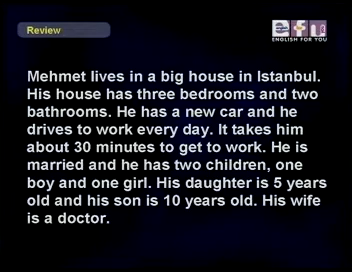 Review
efu
ENGLISH FOR YOU
Mehmet lives in a big house in Istanbul.
His house has three bedrooms and two
bathrooms. He has a new car and he
drives to work every day. It takes him
about 30 minutes to get to work. He is
married and he has two children, one
boy and one girl. His daughter is 5 years
old and his son is 10 years old. His wife
is a doctor.